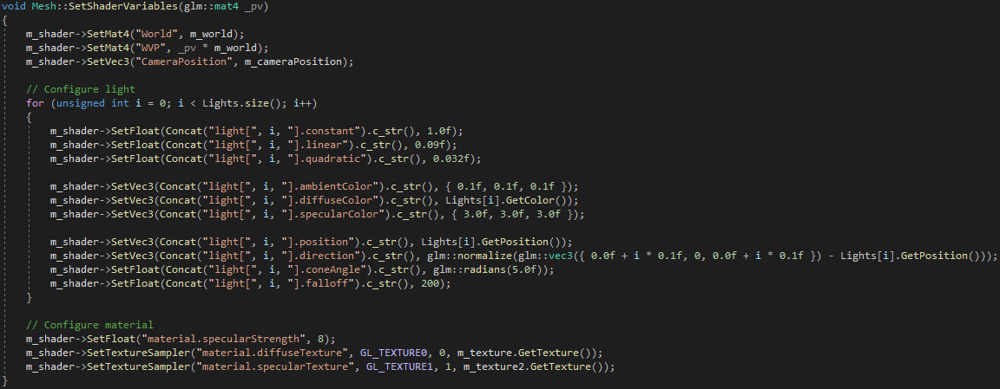 void Mesh::SetShaderVariables(glm::mat4 _pv)
{
    m_shader->SetMat4("World", m_world);
    m_shader->SetMat4("WVP", _pv * m_world);
    m_shader->SetVec3("CameraPosition", m_cameraPosition);

    // Configure light
    for (unsigned int i = 0; i < Lights.size(); i++)
    {
        m_shader->SetFloat(Concat("light[", i, "].constant").c_str(), 1.0f);
        m_shader->SetFloat(Concat("light[", i, "].linear").c_str(), 0.09f);
        m_shader->SetFloat(Concat("light[", i, "].quadratic").c_str(), 0.032f);

        m_shader->SetVec3(Concat("light[", i, "].ambientColor").c_str(), { 0.1f, 0.1f, 0.1f });
        m_shader->SetVec3(Concat("light[", i, "].diffuseColor").c_str(), Lights[i].GetColor());
        m_shader->SetVec3(Concat("light[", i, "].specularColor").c_str(), { 3.0f, 3.0f, 3.0f });

        m_shader->SetVec3(Concat("light[", i, "].position").c_str(), Lights[i].GetPosition());
        m_shader->SetVec3(Concat("light[", i, "].direction").c_str(), glm::normalize(glm::vec3({ 0.0f + i * 0.1f, 0, 0.0f + i * 0.1f }) - Lights[i].GetPosition()));
        m_shader->SetFloat(Concat("light[", i, "].coneAngle").c_str(), glm::radians(5.0f));
        m_shader->SetFloat(Concat("light[", i, "].falloff").c_str(), 200);
    }

    // Configure material
    m_shader->SetFloat("material.specularStrength", 8);
    m_shader->SetTextureSampler("material.diffuseTexture", GL_TEXTURE0, 0, m_texture.GetTexture());
    m_shader->SetTextureSampler("material.specularTexture", GL_TEXTURE1, 1, m_texture2.GetTexture());
}